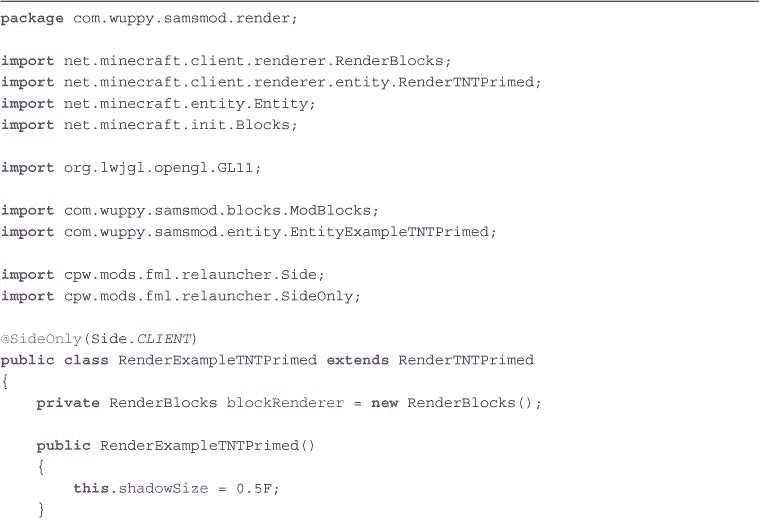 package com.wuppy.samsmod.render;
import net.minecraft.client.renderer.RenderBlocks;
import net.minecraft.client.renderer.entity.RenderTNTPrimed;
import net.minecraft.entity.Entity;
import net.minecraft.init.Blocks;
import org.lwjgl.opengl.GL11;
import com.wuppy.samsmod.blocks.ModBlocks;
import com.wuppy.samsmod.entity.EntityExampleTNTPrimed;
import cpw.mods.fml.relauncher.Side;
import cpw.mods.fml.relauncher.SideOnly;
@SideOnly(Side.CLIENT)
public class RenderExampleTNTPrimed extends RenderTNTPrimed
{
    private RenderBlocks blockRenderer = new RenderBlocks();
    public RenderExampleTNTPrimed()
    {
        this.shadowSize = 0.5F;
    }